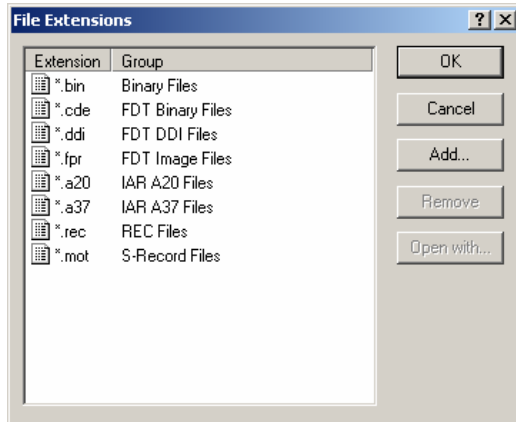 File Extensions
Extension Group
*.bin Binary Files
*.cde FDT Binary Files
*.ddi FDT DDI Files
*.fpr FDT Image Files
*.a20 IAR A20 Files
*.a37 IAR A37 Files
*.rec REC Files
*.mot S-Record Files
OK
Cancel
Add...
Remove
Open with...